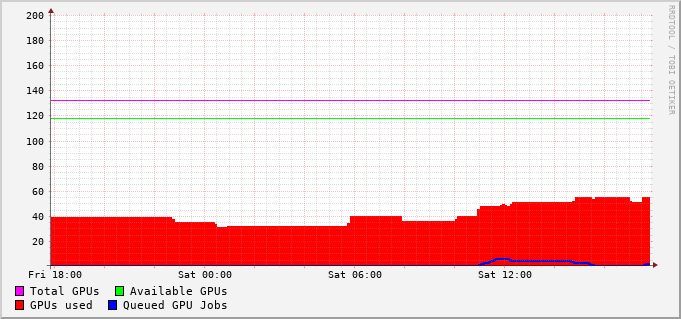 200
180
160
140
120
100
80
60
40
20
Fri 18:00 Sat 00:00 Sat 06:00 Sat 12:00
Total GPUs Available GPUs
GPUs used Queued GPU Jobs
RRDTOOL / TOBI OETIKER